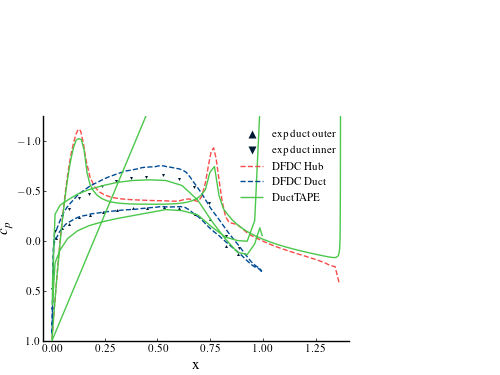 exp duct outer
exp duct inner
DFDC Hub
DFDC Duct
DuctTAPE
−1.0
−0.5
0.0
0.5
1.0
c_p
0.00 0.25 0.50 0.75 1.00 1.25
x